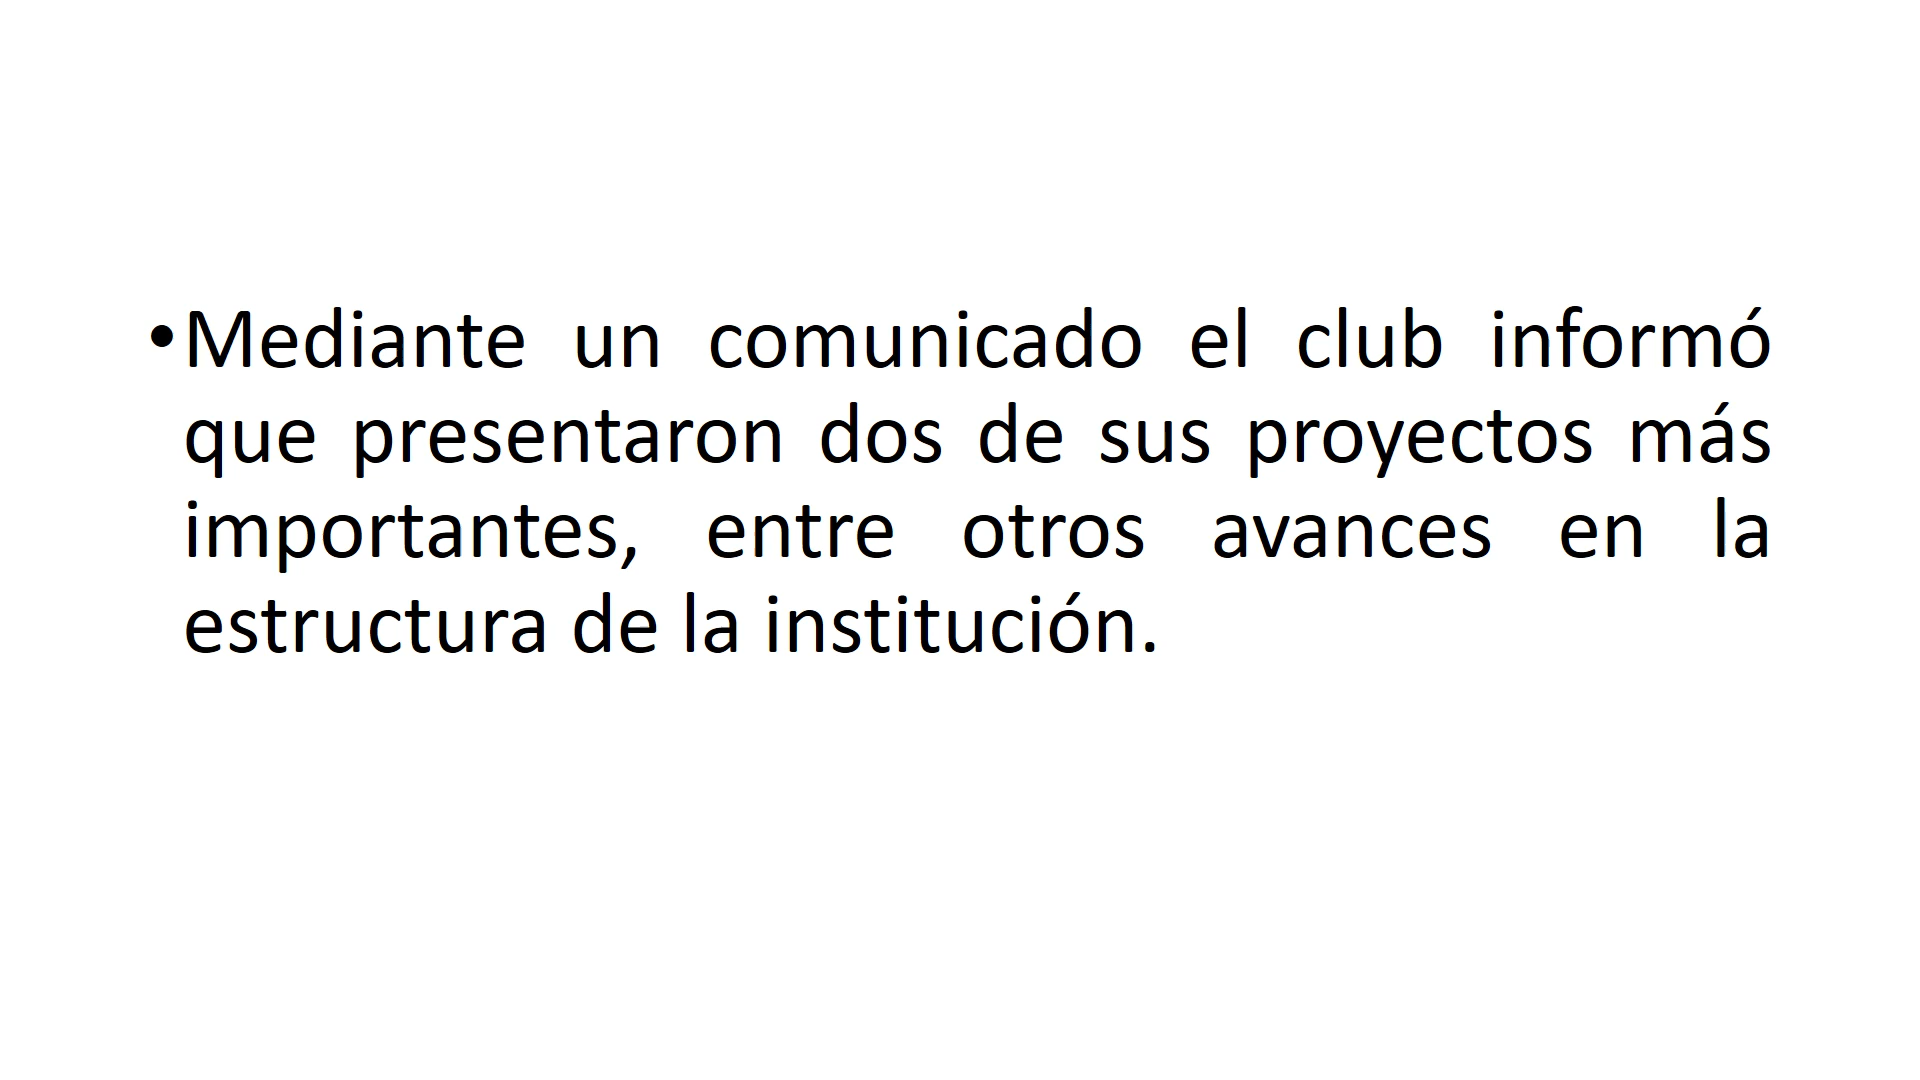 •Mediante un comunicado el club informó
que presentaron dos de sus proyectos más
importantes, entre otros avances en la
estructura de la institución.